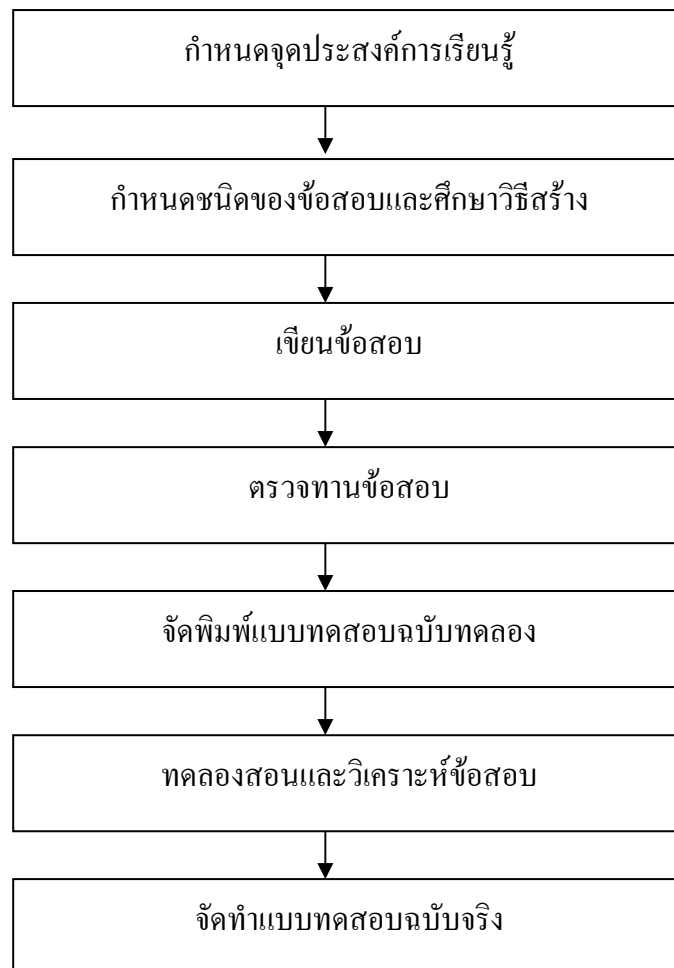 กำหนดจุดประสงค์การเรียนรู้
กำหนดชนิดของข้อสอบและศึกษาวิธีสร้าง
เขียนข้อสอบ
ตรวจทานข้อสอบ
จัดพิมพ์แบบทดสอบฉบับทดลอง
ทดลองสอนและวิเคราะห์ข้อสอบ
จัดทำแบบทดสอบฉบับจริง